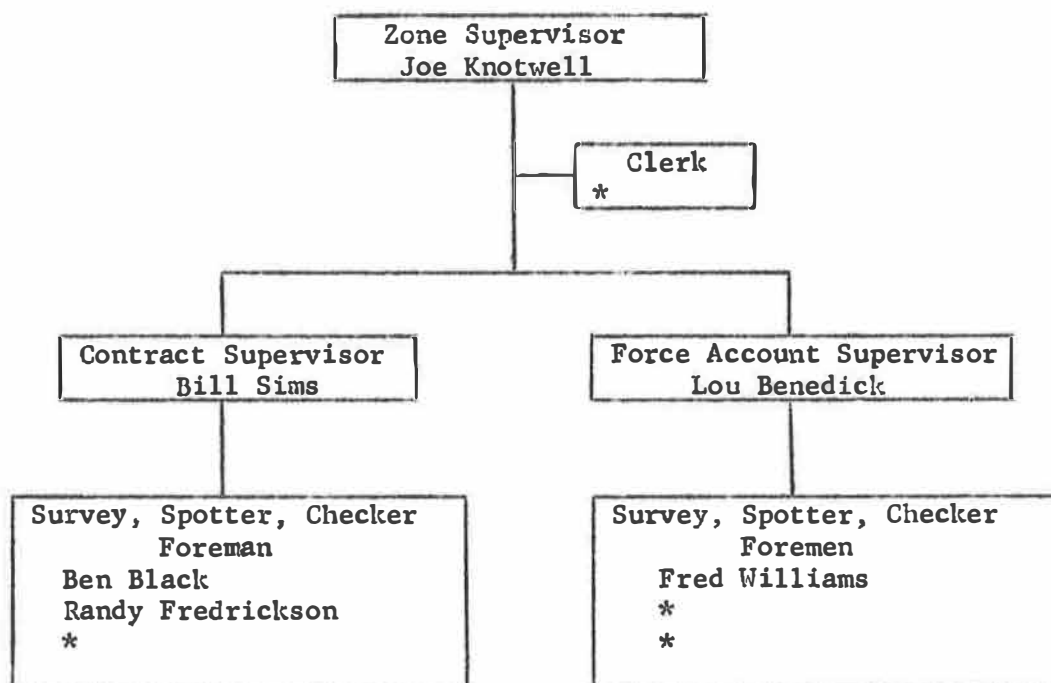 Zone Supervisor
Joe Knotwell
Clerk
*
Contract Supervisor
Bill Sims
Force Account Supervisor
Lou Benedick
Survey, Spotter, Checker
Foreman
Ben Black
Randy Fredrickson
*
Survey, Spotter, Checker
Foremen
Fred Williams
*
*